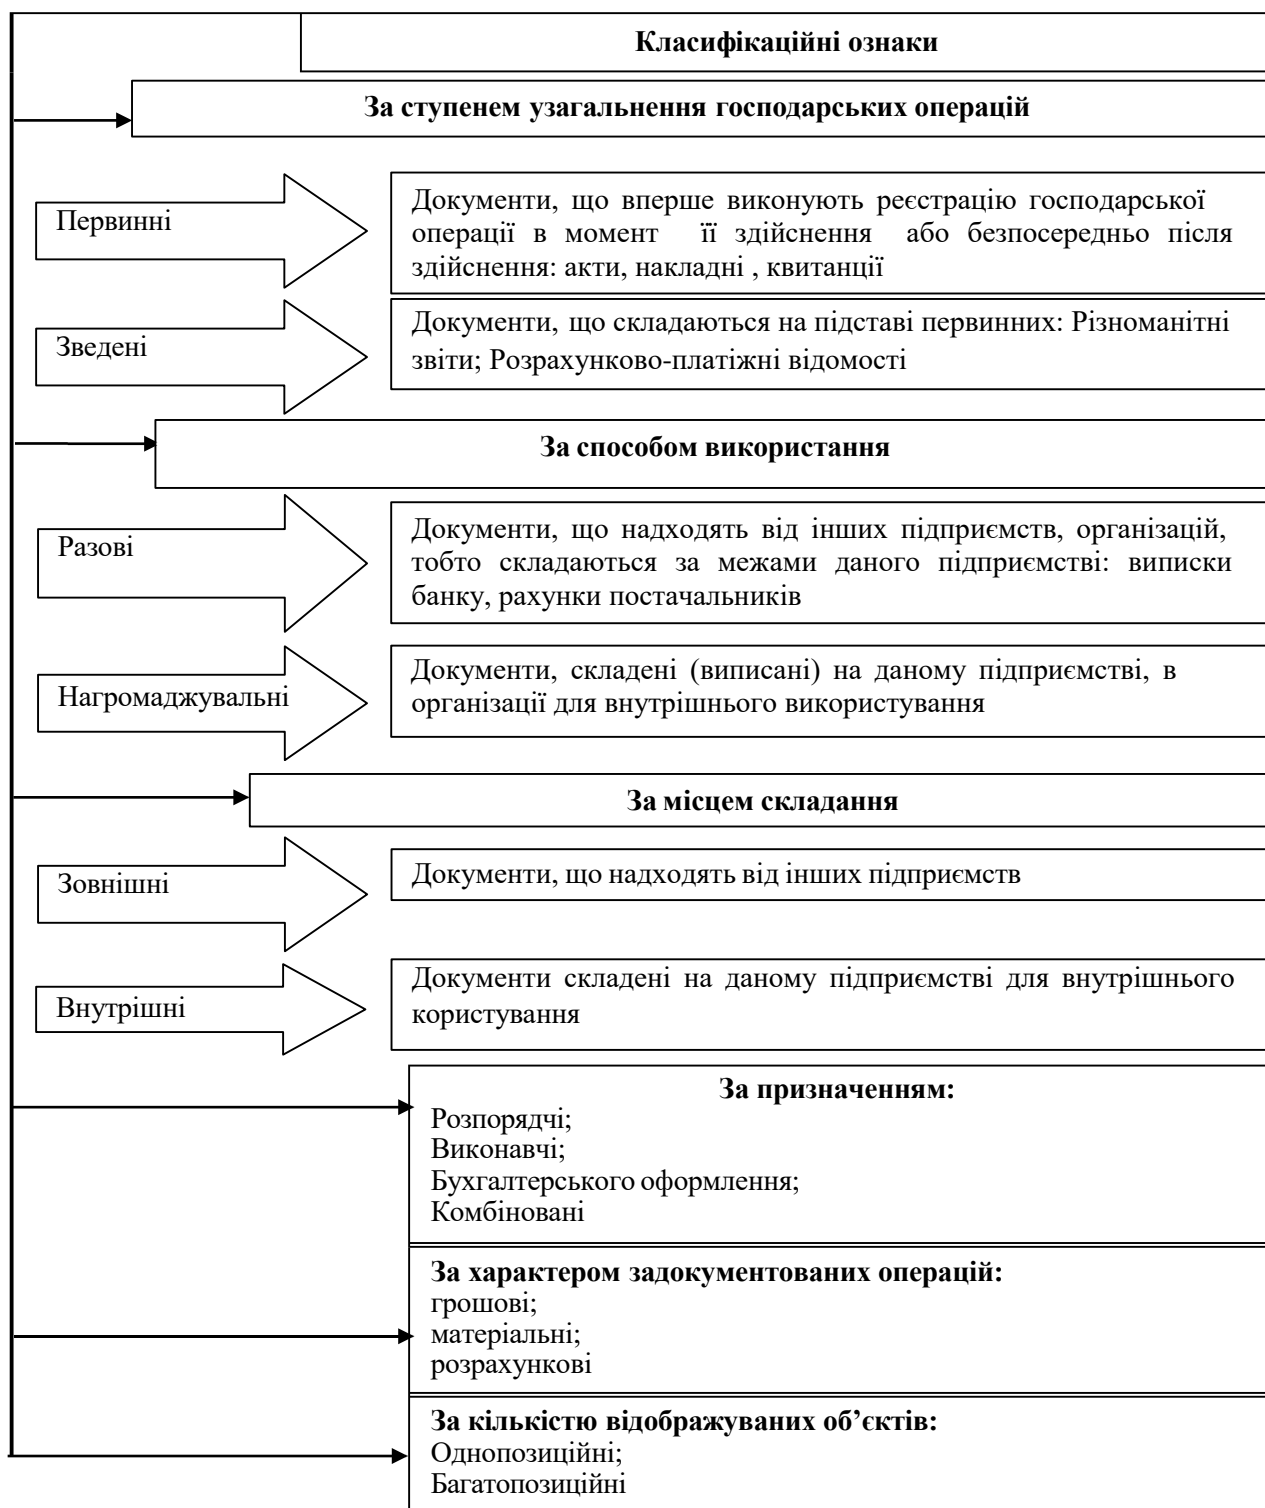 Класифікаційні ознаки
За ступенем узагальнення господарських операцій
Первинні
Документи, що вперше виконують реєстрацію господарської
операції в момент її здійснення або безпосередньо після
здійснення: акти, накладні , квитанції
Зведені
Документи, що складаються на підставі первинних: Різноманітні
звіти; Розрахунково-платіжні відомості
За способом використання
Разові
Документи, що надходять від інших підприємств, організацій,
тобто складаються за межами даного підприємстві: виписки
банку, рахунки постачальників
Нагромаджувальні
Документи, складені (виписані) на даному підприємстві, в
організації для внутрішнього використування
За місцем складання
Зовнішні
Документи, що надходять від інших підприємств
Внутрішні
Документи складені на даному підприємстві для внутрішнього
користування
За призначенням:
Розпорядчі;
Виконавчі;
Бухгалтерського оформлення;
Комбіновані
За характером задокументованих операцій:
грошові;
матеріальні;
розрахункові
За кількістю відображуваних об’єктів:
Однопозиційні;
Багатопозиційні